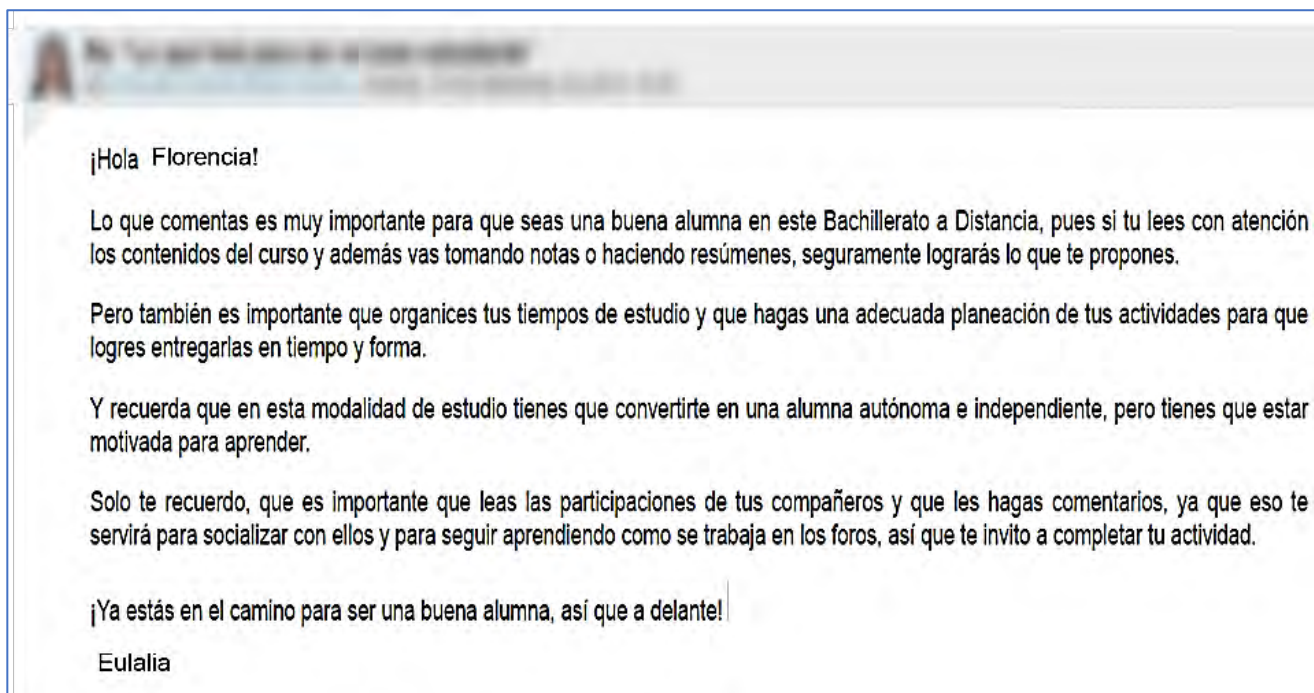 ¡Hola Florencia!
Lo que comentas es muy importante para que seas una buena alumna en este Bachillerato a Distancia, pues si tu lees con atención
los contenidos del curso y además vas tomando notas o haciendo resúmenes, seguramente lograrás lo que te propones.
Pero también es importante que organices tus tiempos de estudio y que hagas una adecuada planeación de tus actividades para que
logres entregarlas en tiempo y forma.
Y recuerda que en esta modalidad de estudio tienes que convertirte en una alumna autónoma e independiente, pero tienes que estar
motivada para aprender.
Solo te recuerdo, que es importante que leas las participaciones de tus compañeros y que les hagas comentarios, ya que eso te
servirá para socializar con ellos y para seguir aprendiendo como se trabaja en los foros, así que te invito a completar tu actividad.
¡Ya estás en el camino para ser una buena alumna, así que a delante!
Eulalia